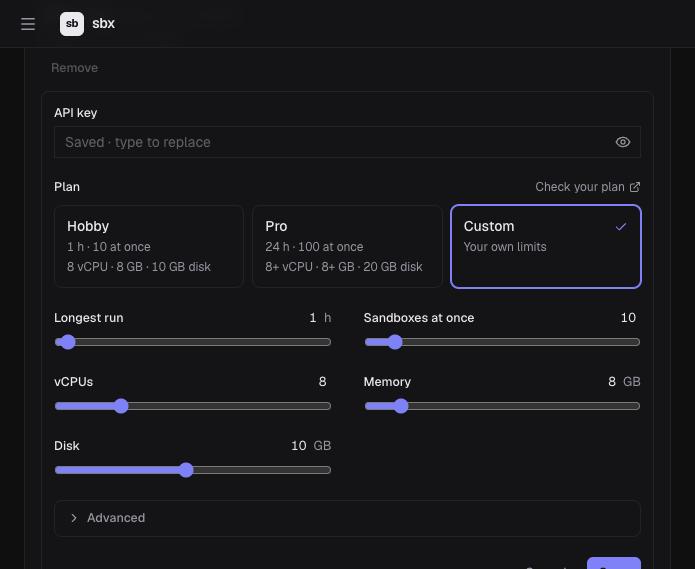 sb sbx
Remove
API key
Saved · type to replace
Plan Check your plan
Hobby
1 h · 10 at once
8 vCPU · 8 GB · 10 GB disk
Pro
24 h · 100 at once
8+ vCPU · 8+ GB · 20 GB disk
Custom
Your own limits
Longest run 1 h
Sandboxes at once 10
vCPUs 8
Memory 8 GB
Disk 10 GB
Advanced